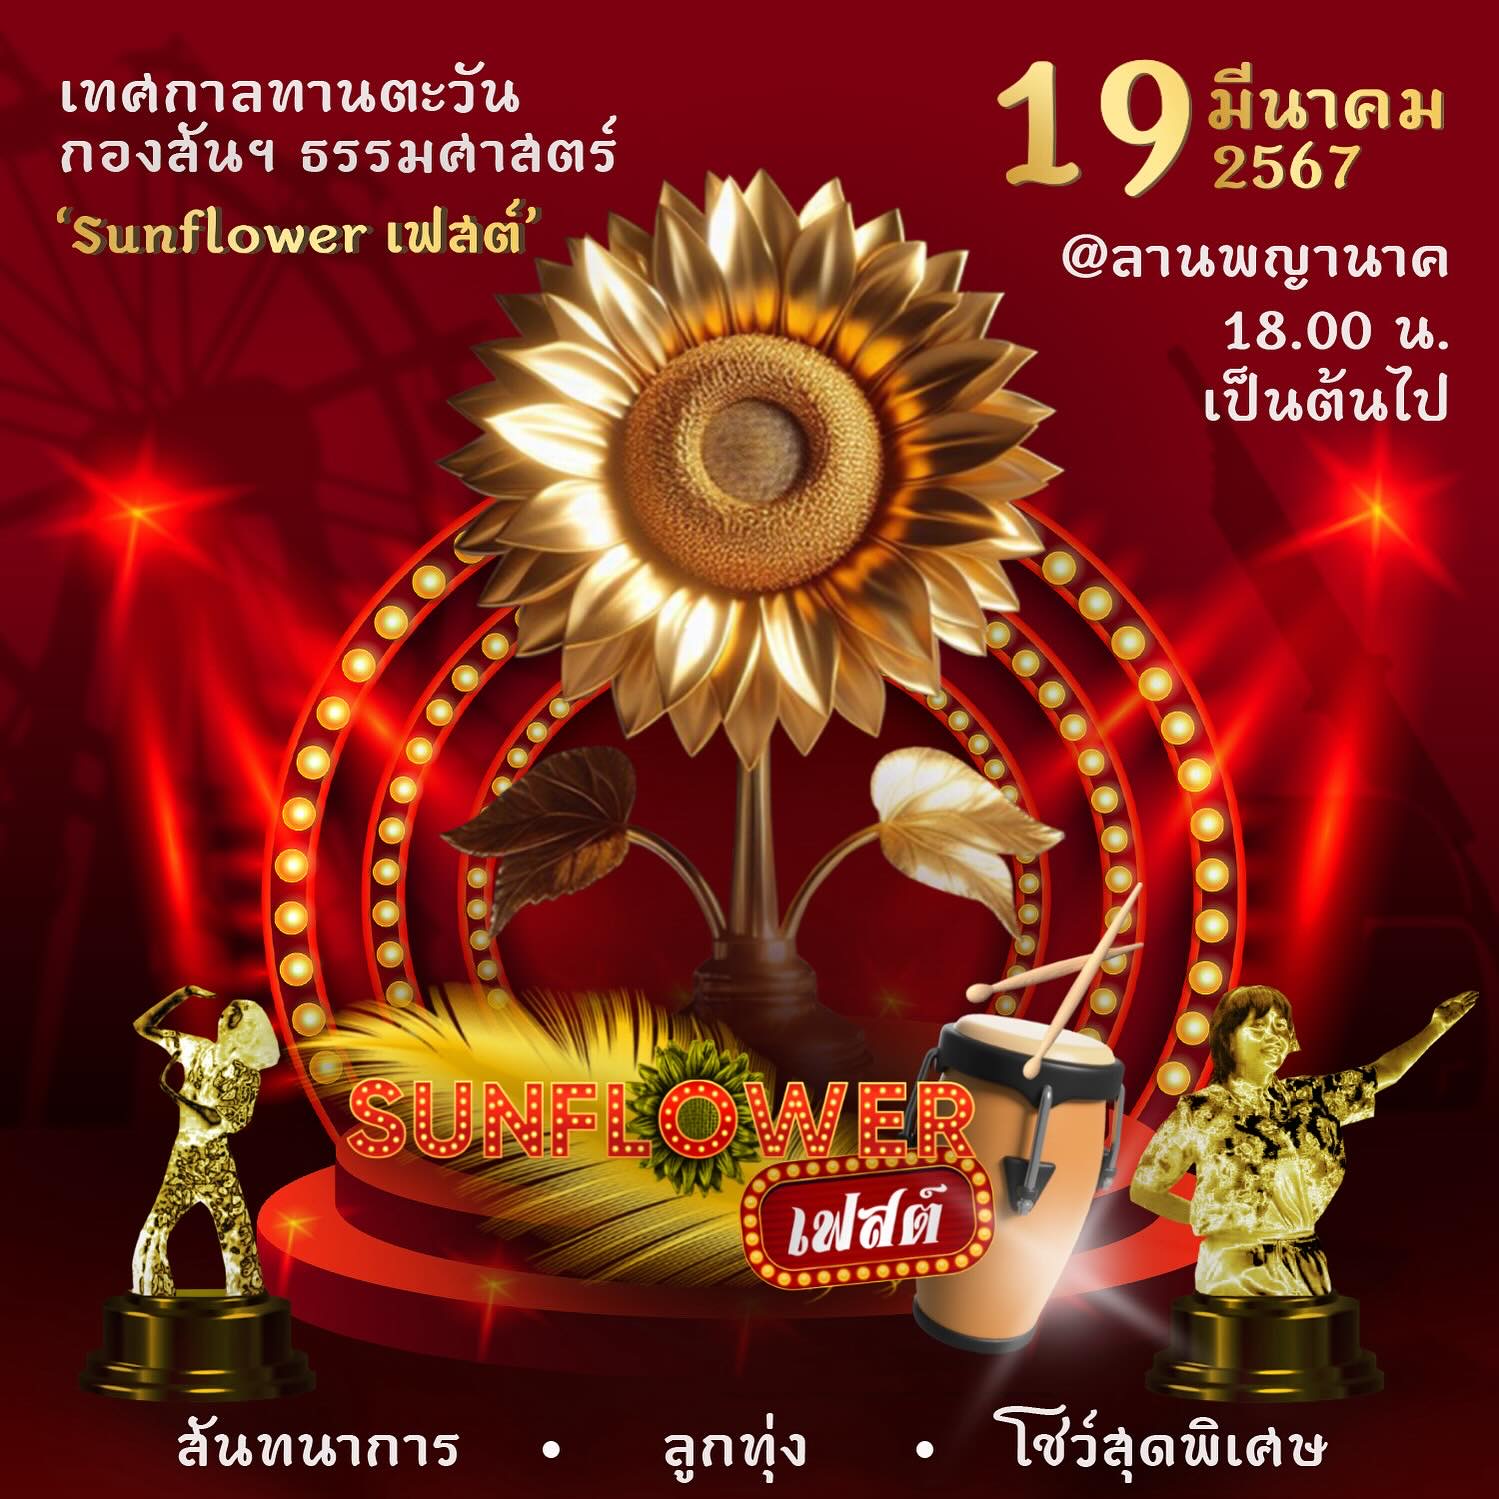 เทศกาลทานตะวัน
กองสันฯ ธรรมศาสตร์
‘Sunflower เฟสต์’
19 มีนาคม
2567
@ลานพญานาค
18.00 น.
เป็นต้นไป
SUNFLOWER
เฟสต์
สันทนาการ • ลูกทุ่ง • โชว์สุดพิเศษ